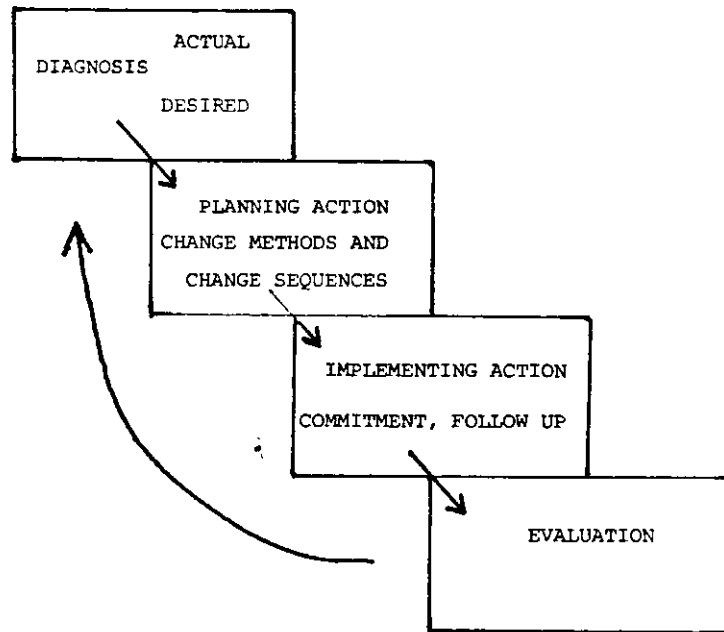 ACTUAL
DIAGNOSIS
DESIRED
PLANNING ACTION
CHANGE METHODS AND
CHANGE SEQUENCES
IMPLEMENTING ACTION
COMMITMENT, FOLLOW UP
EVALUATION